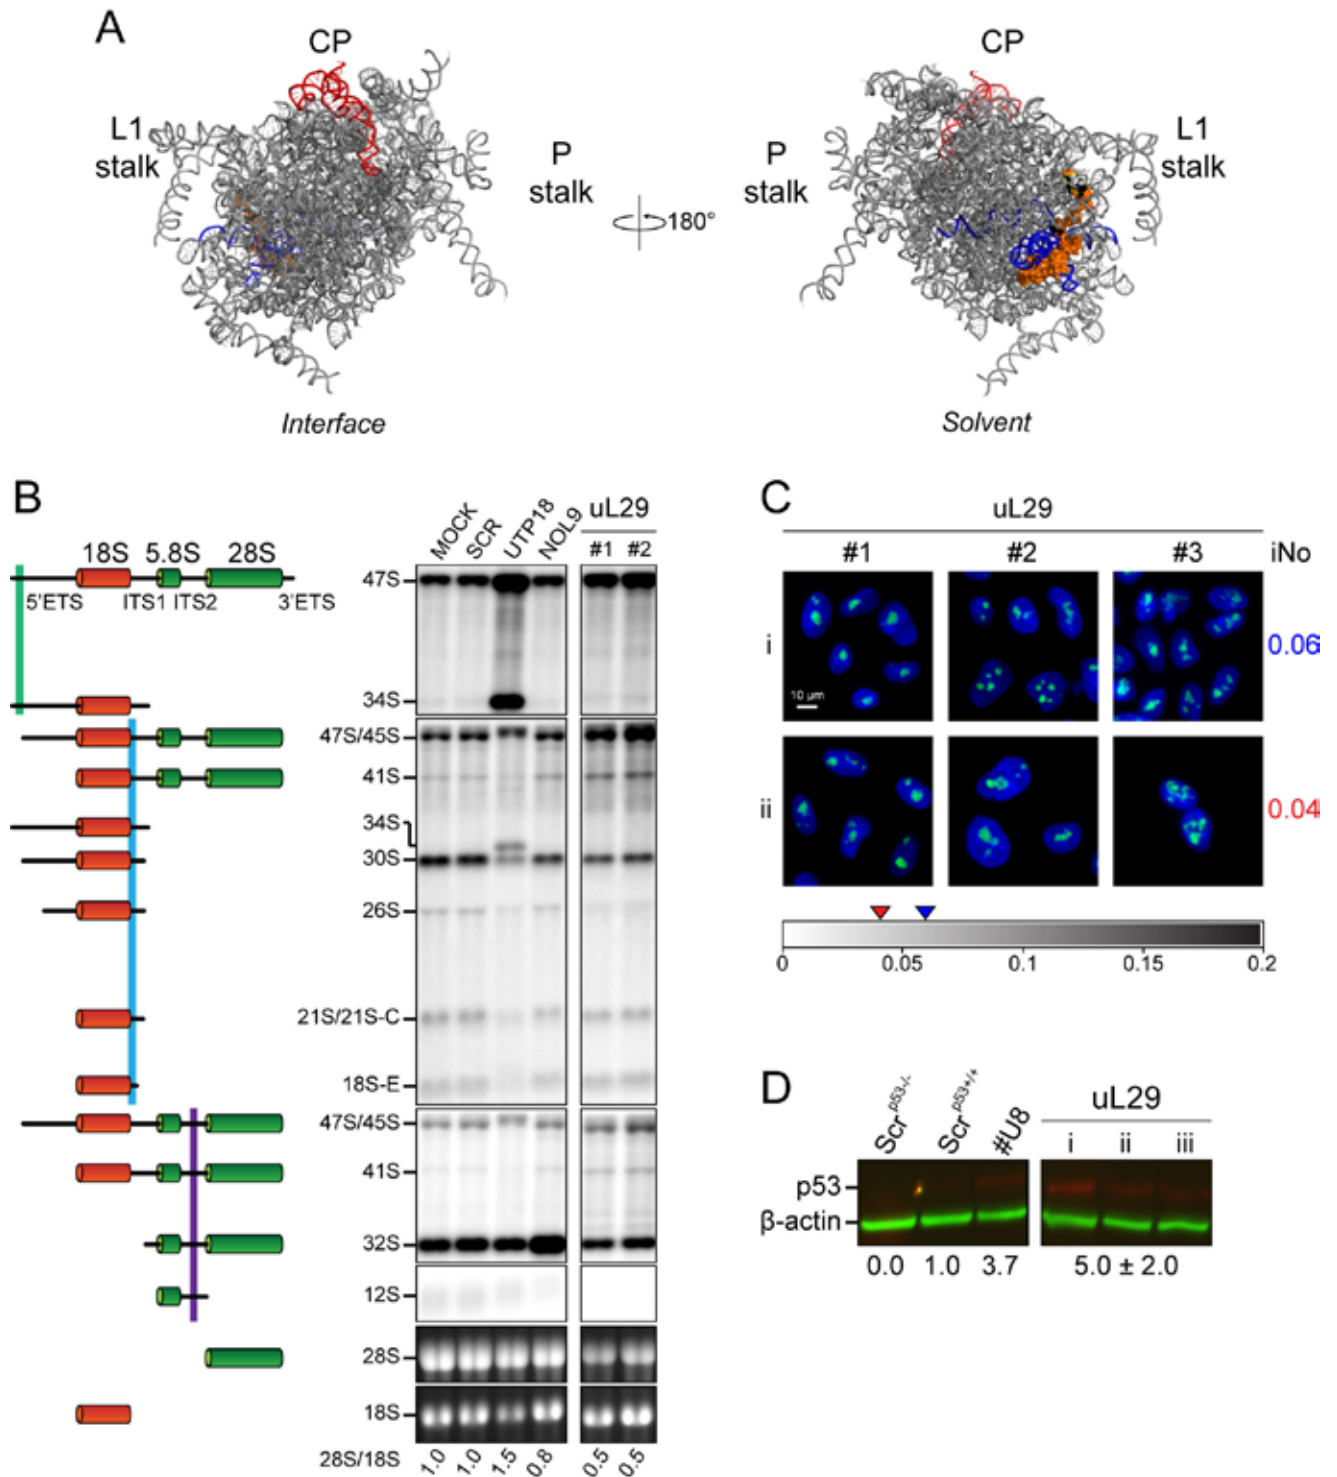 A
CP
CP
L1
stalk
P
stalk
180°
P
stalk
L1
stalk
Interface
Solvent
B
18S 5.8S 28S
5'ETS ITS1 ITS2 3'ETS
MOCK SCR UTP18 NOL9
uL29
#1 #2
47S
34S
47S/45S
41S
34S
30S
26S
21S/21S-C
18S-E
47S/45S
41S
32S
12S
28S
18S
28S/18S 1.0 1.0 1.5 0.8 0.5 0.5
C
uL29
#1 #2 #3 iNo
i
10 µm
0.06
ii
0.04
0 0.05 0.1 0.15 0.2
D
Scr p53-/- Scr p53+/+ #U8
uL29
i ii iii
p53
β-actin
0.0 1.0 3.7 5.0 ± 2.0